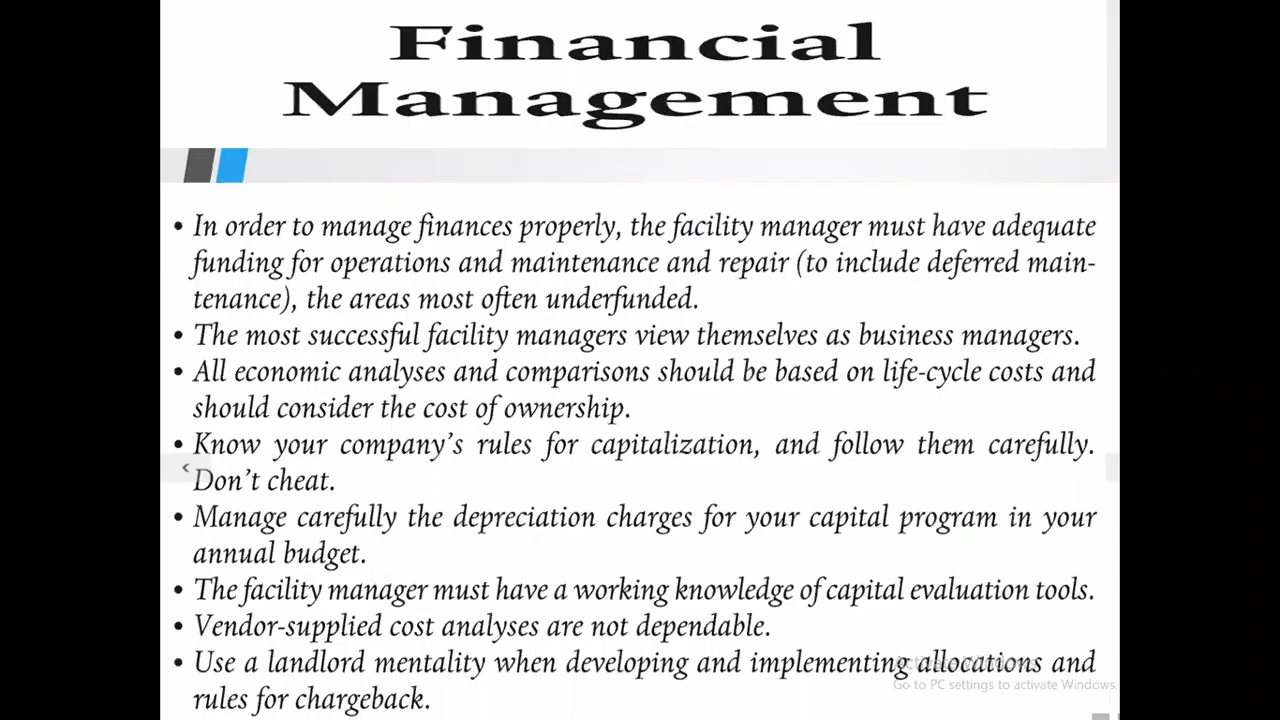 Financial
Management
• In order to manage finances properly, the facility manager must have adequate
funding for operations and maintenance and repair (to include deferred main-
tenance), the areas most often underfunded.
• The most successful facility managers view themselves as business managers.
• All economic analyses and comparisons should be based on life-cycle costs and
should consider the cost of ownership.
• Know your company's rules for capitalization, and follow them carefully.
Don't cheat.
• Manage carefully the depreciation charges for your capital program in your
annual budget.
• The facility manager must have a working knowledge of capital evaluation tools.
• Vendor-supplied cost analyses are not dependable.
• Use a landlord mentality when developing and implementing allocations and
rules for chargeback.
Activate Windows
Go to PC settings to activate Windows.